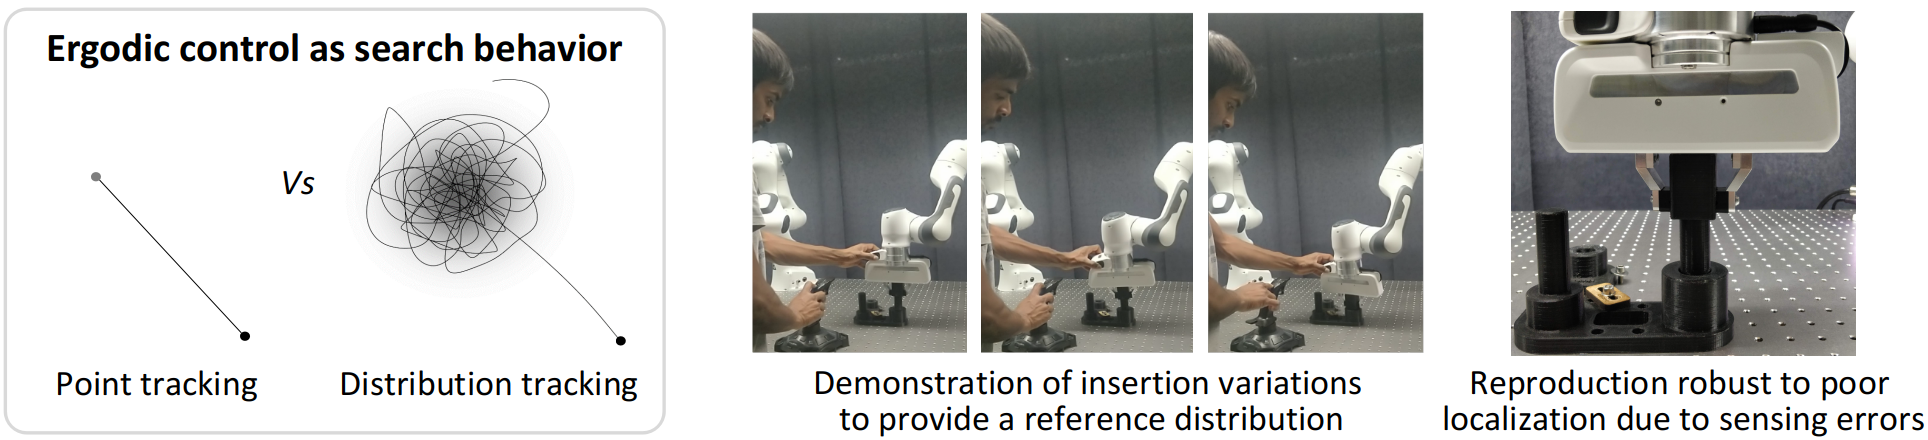 Ergodic control as search behavior
Vs
Point tracking
Distribution tracking
Demonstration of insertion variations
to provide a reference distribution
Reproduction robust to poor
localization due to sensing errors